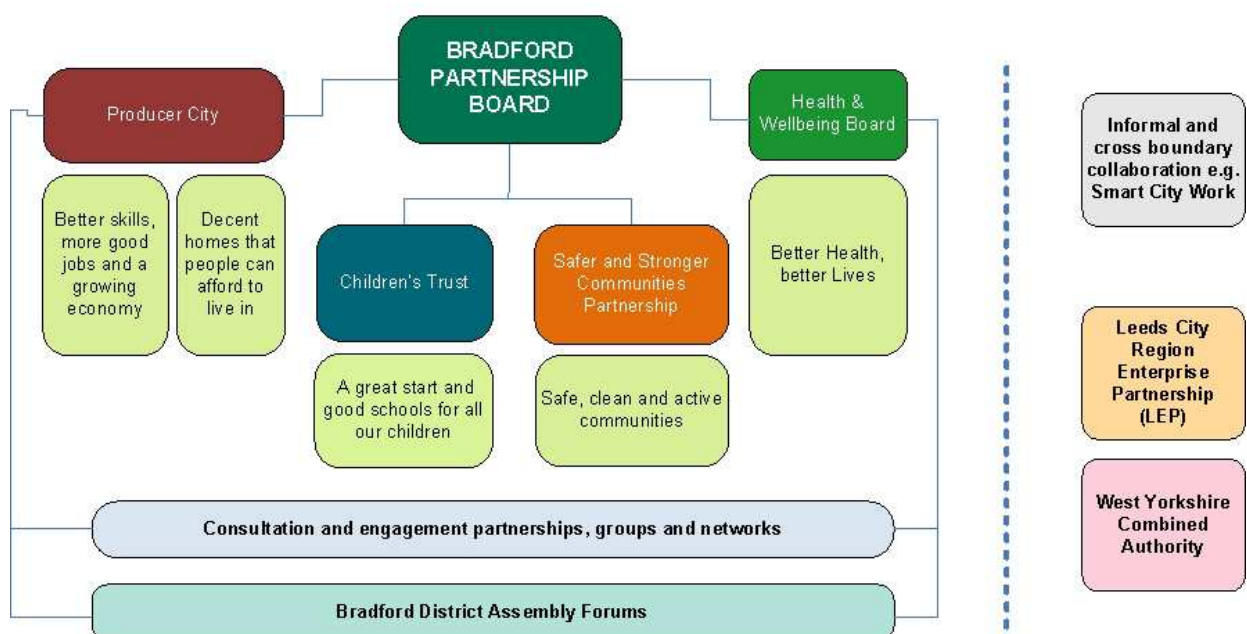 BRADFORD
PARTNERSHIP
BOARD
Producer City
Health &
Wellbeing Board
Better skills,
more good
jobs and a
growing
economy
Decent
homes that
people can
afford to
live in
Children's Trust
Safer and Stronger
Communities
Partnership
Better Health,
better Lives
A great start and
good schools for all
our children
Safe, clean and active
communities
Consultation and engagement partnerships, groups and networks
Bradford District Assembly Forums
Informal and
cross boundary
collaboration e.g.
Smart City Work
Leeds City
Region
Enterprise
Partnership
(LEP)
West Yorkshire
Combined
Authority